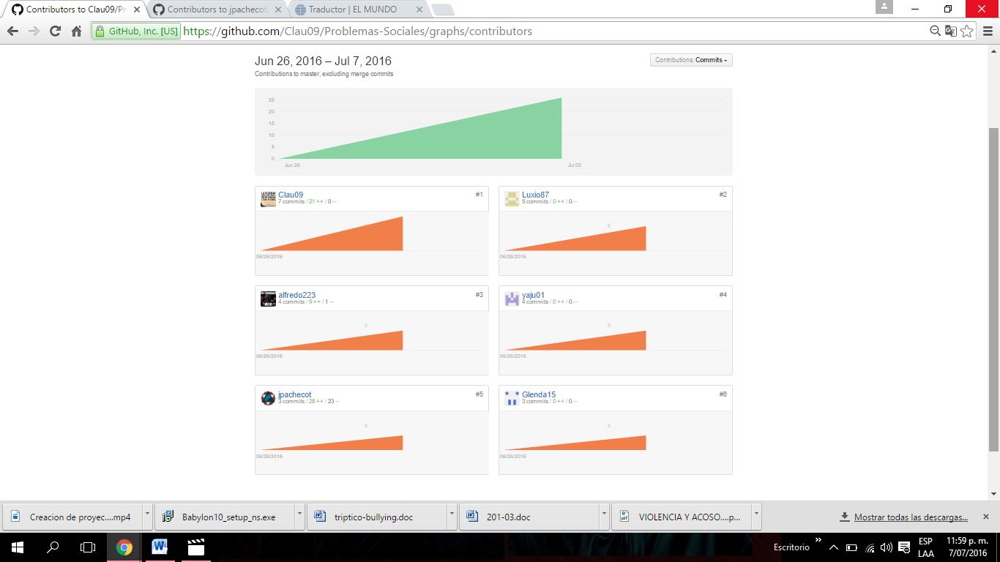 Contributors to Clau09/Pr
Contributors to jpachecot
Traductor | EL MUNDO
GitHub, Inc. [US] https://github.com/Clau09/Problemas-Sociales/graphs/contributors
Jun 26, 2016 – Jul 7, 2016
Contributions: Commits
Contributions to master, excluding merge commits
25
20
15
10
5
0
Jun 26
Jul 03
Clau09 #1
7 commits / 21 ++ / 0 --
5
06/26/2016
Luxio87 #2
5 commits / 0 ++ / 0 --
5
06/26/2016
alfredo223 #3
4 commits / 9 ++ / 1 --
5
06/26/2016
yaju01 #4
4 commits / 0 ++ / 0 --
5
06/26/2016
jpachecot #5
3 commits / 28 ++ / 23 --
5
06/26/2016
Glenda15 #6
3 commits / 0 ++ / 0 --
5
06/26/2016
Creacion de proyec....mp4
Babylon10_setup_ns.exe
triptico-bullying.doc
201-03.doc
VIOLENCIA Y ACOSO....p...
Mostrar todas las descargas...
Escritorio
ESP
LAA
11:59 p. m.
7/07/2016